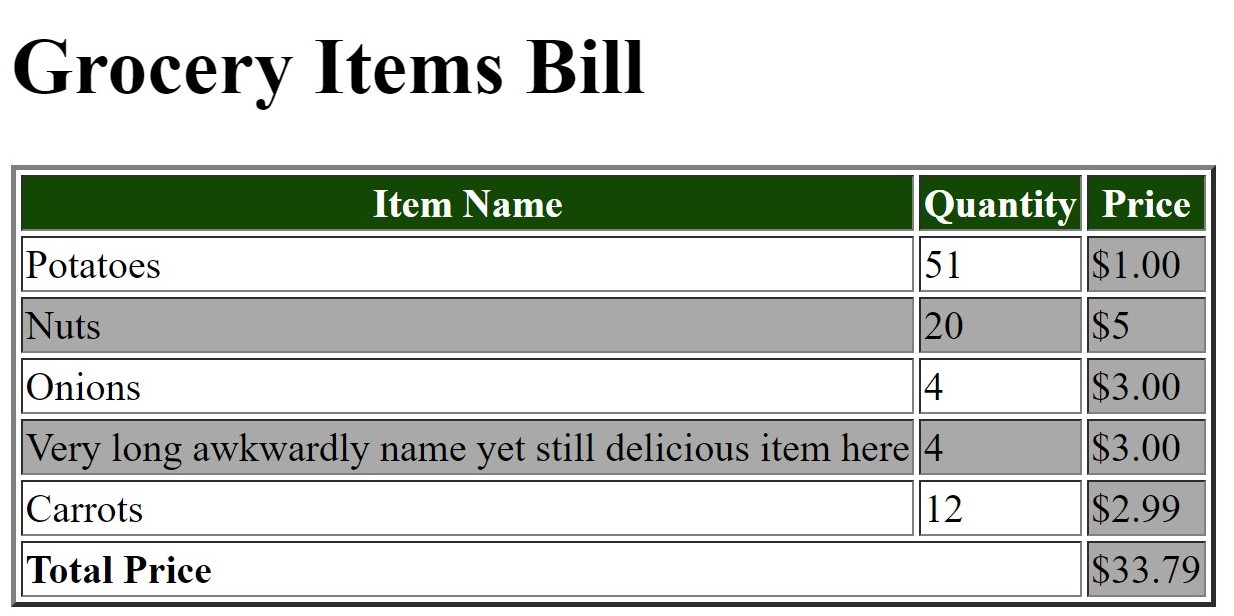 Grocery Items Bill
Item Name Quantity Price
Potatoes 51 $1.00
Nuts 20 $5
Onions 4 $3.00
Very long awkwardly name yet still delicious item here 4 $3.00
Carrots 12 $2.99
Total Price $33.79